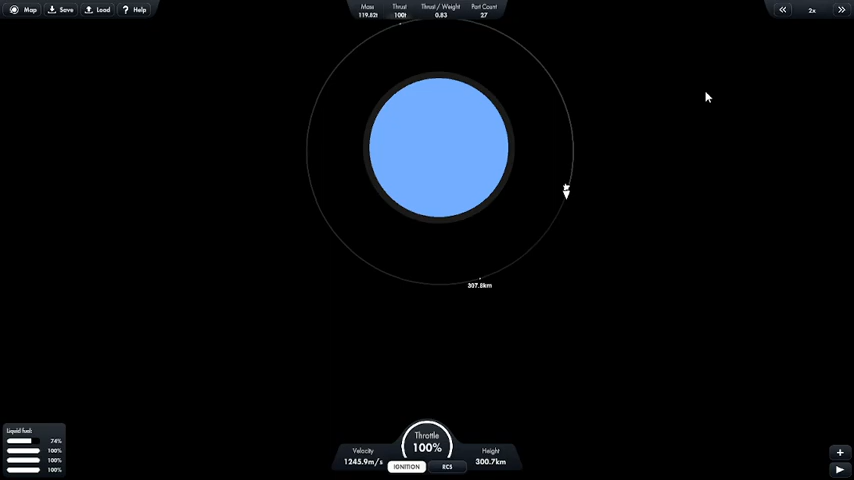 Map Save Load ? Help
Mass Thrust Thrust / Weight Part Count
119.82t 100t 0.83 27
2x
307.8km
Liquid fuel:
74%
100%
100%
100%
Throttle
100%
Velocity Height
1245.9m/s 300.7km
IGNITION RCS